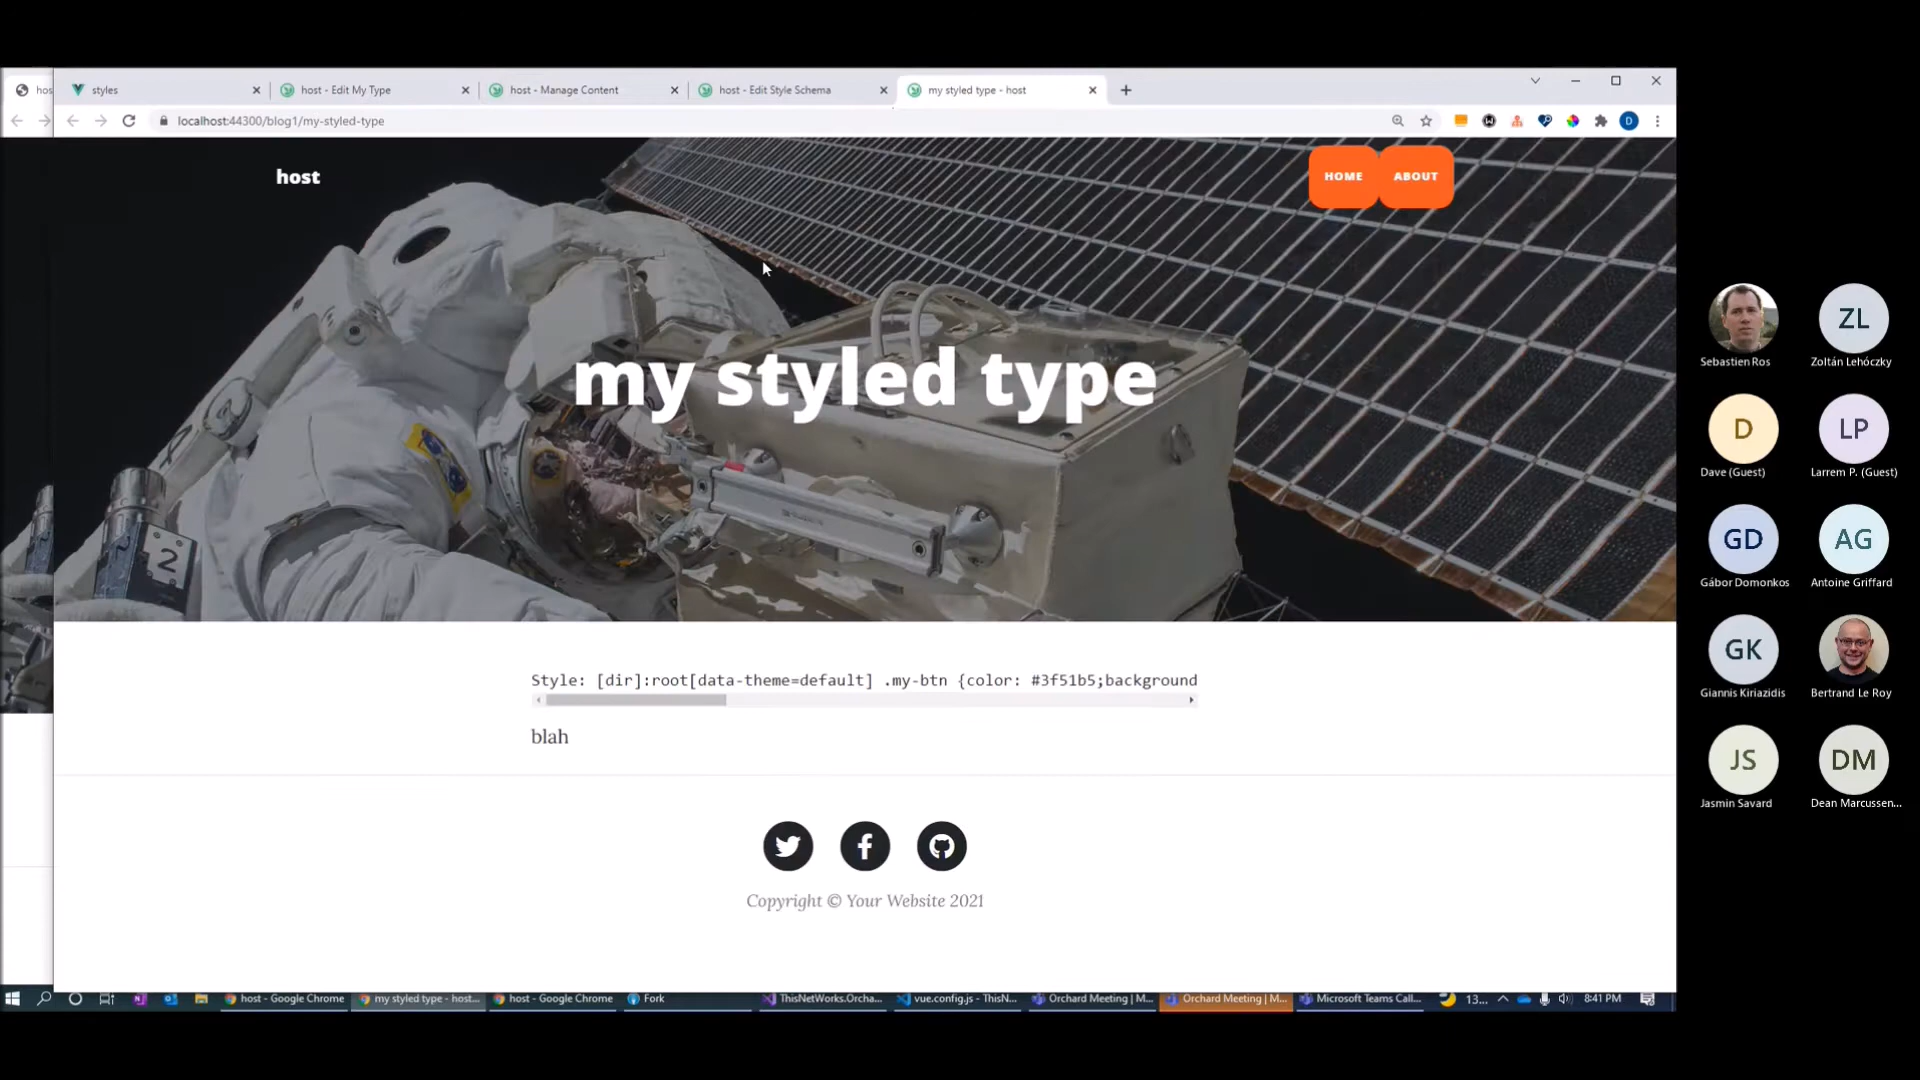 hos
styles
host - Edit My Type
host - Manage Content
host - Edit Style Schema
my styled type - host
localhost:44300/blog1/my-styled-type
D
host
HOME
ABOUT
my styled type
2
Style: [dir]:root[data-theme=default] .my-btn {color: #3f51b5;background
blah
Copyright © Your Website 2021
host - Google Chrome
my styled type - host...
host - Google Chrome
Fork
ThisNetWorks.Orcha...
vue.config.js - ThisN...
Orchard Meeting | M...
Orchard Meeting | M...
Microsoft Teams Call...
13...
8:41 PM
Sebastien Ros
ZL
Zoltán Lehóczky
D
Dave (Guest)
LP
Larrem P. (Guest)
GD
Gábor Domonkos
AG
Antoine Griffard
GK
Giannis Kiriazidis
Bertrand Le Roy
JS
Jasmin Savard
DM
Dean Marcussen...